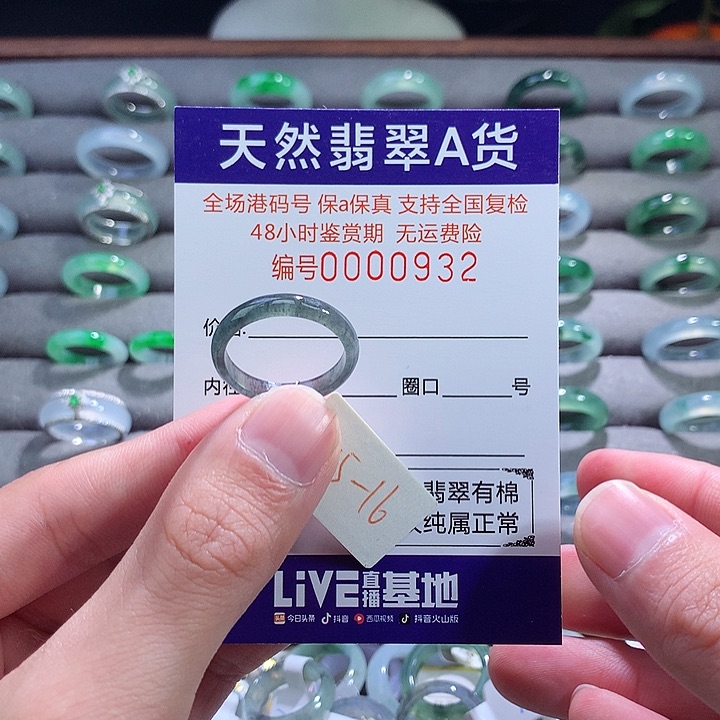 天然翡翠A货
全场港码号 保a保真 支持全国复检
48小时鉴赏期 无运费险
编号0000932
价
内 圈口 号
5-16
翡翠有棉
纯属正常
LiVE直播基地
头条 今日头条 抖音 西瓜视频 抖音火山版